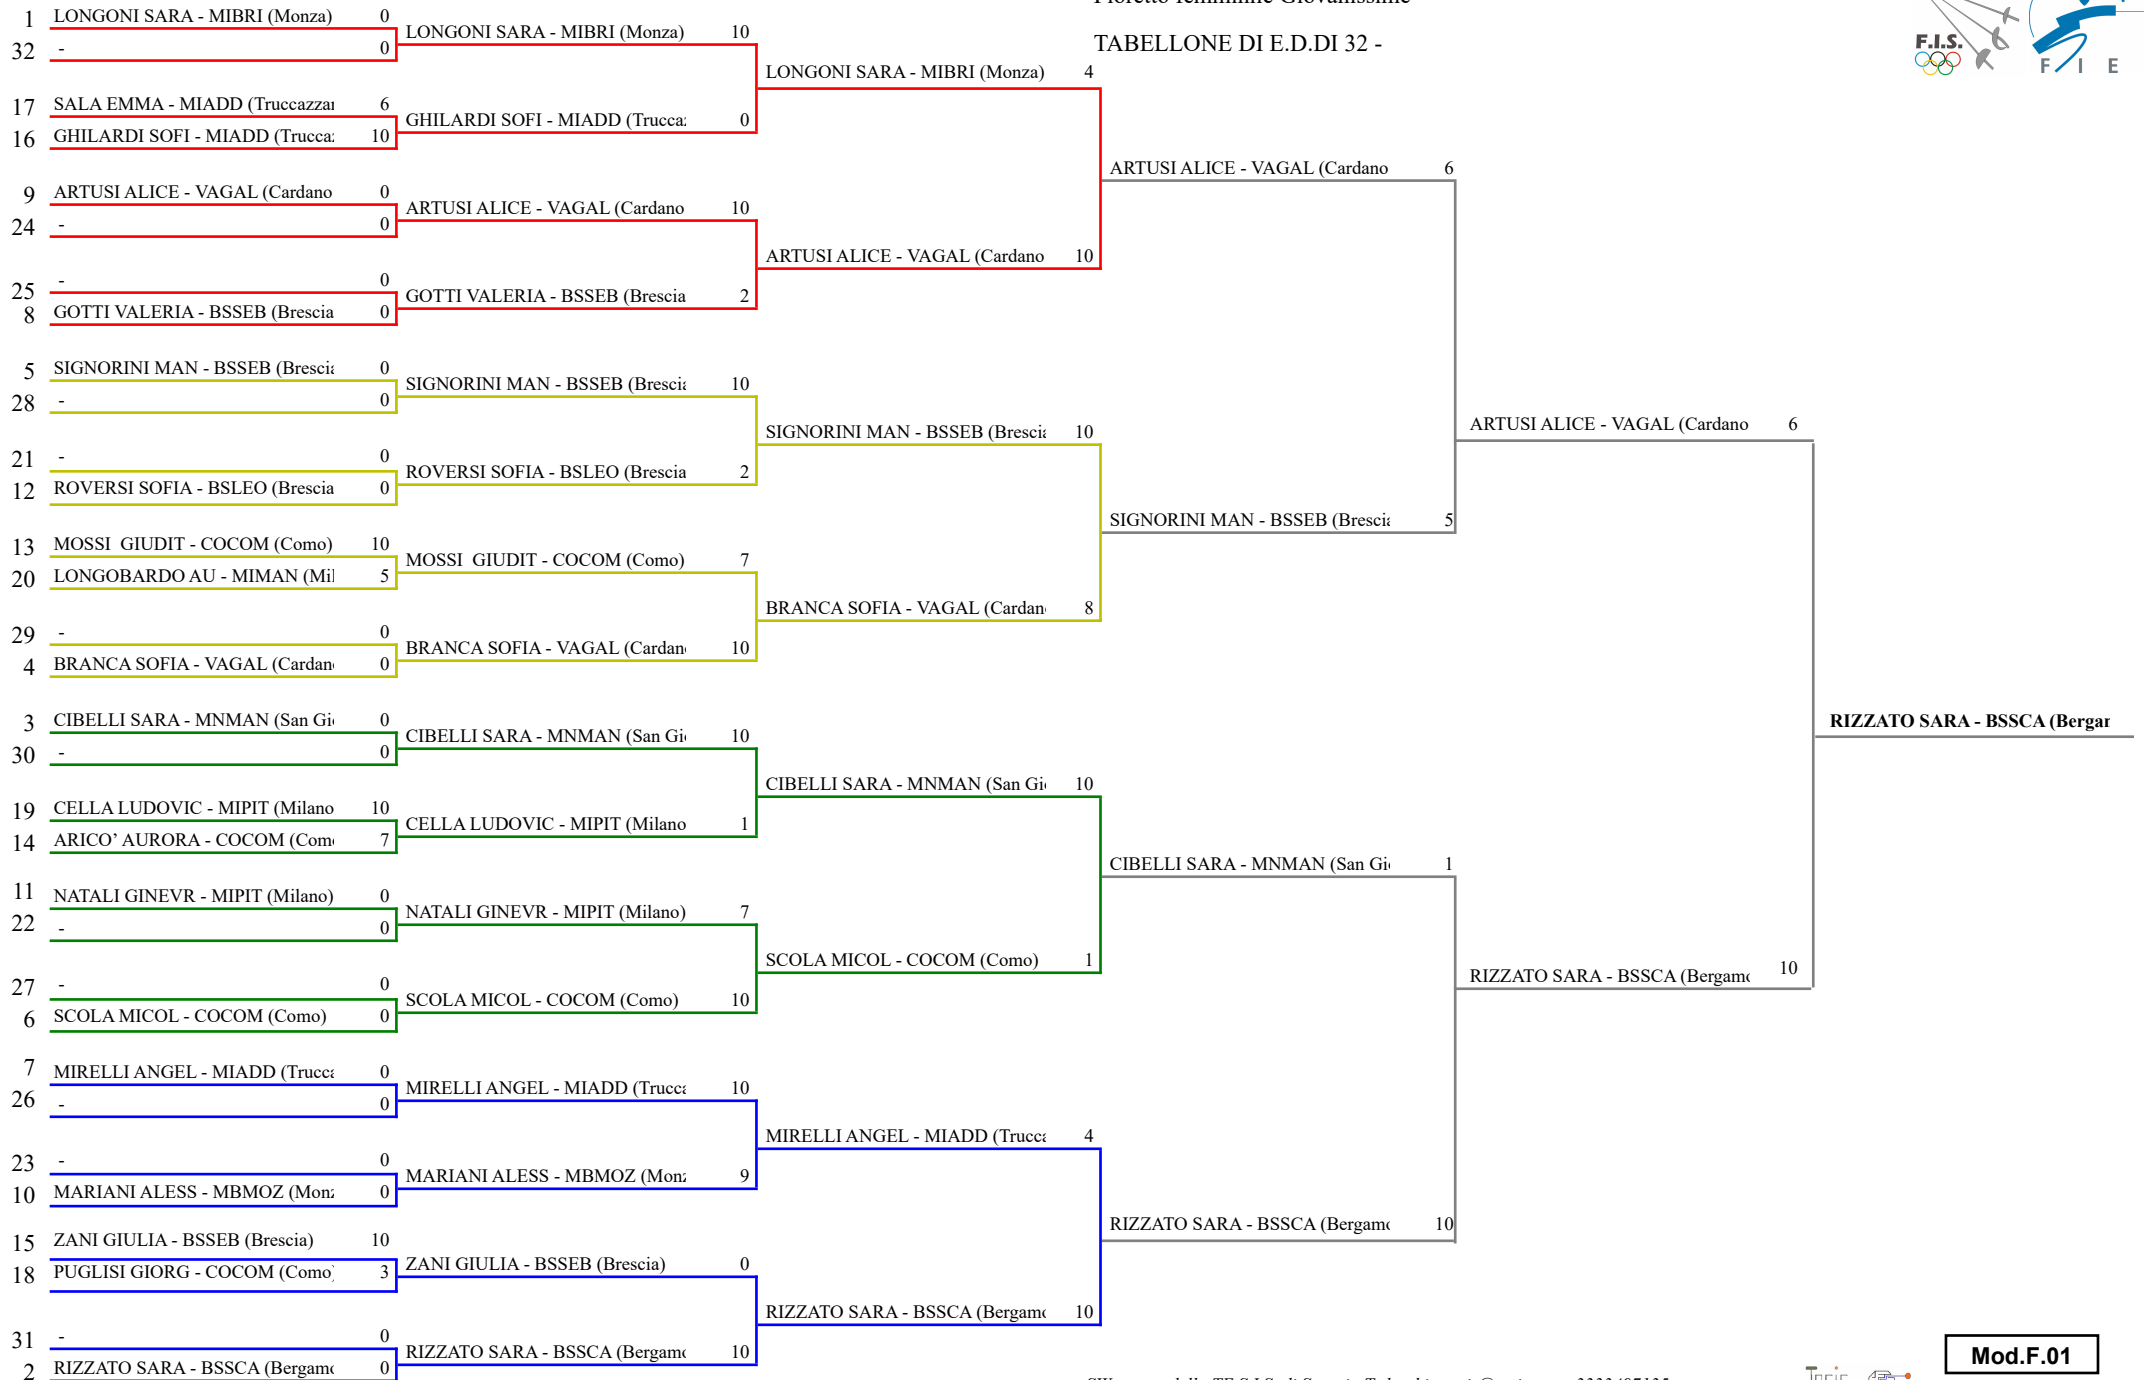 TABELLONE DI E.D.DI 32 -
F.I.S.
F I E
1 LONGONI SARA - MIBRI (Monza) 0
32 - 0
17 SALA EMMA - MIADD (Truccazzan 6
16 GHILARDI SOFI - MIADD (Trucca 10
9 ARTUSI ALICE - VAGAL (Cardano 0
24 - 0
25 - 0
8 GOTTI VALERIA - BSSEB (Brescia 0
5 SIGNORINI MAN - BSSEB (Brescia 0
28 - 0
21 - 0
12 ROVERSI SOFIA - BSLEO (Brescia 0
13 MOSSI  GIUDIT - COCOM (Como) 10
20 LONGOBARDO AU - MIMAN (Mil 5
29 - 0
4 BRANCA SOFIA - VAGAL (Cardan 0
3 CIBELLI SARA - MNMAN (San Gi 0
30 - 0
19 CELLA LUDOVIC - MIPIT (Milano 10
14 ARICO’ AURORA - COCOM (Com 7
11 NATALI GINEVR - MIPIT (Milano) 0
22 - 0
27 - 0
6 SCOLA MICOL - COCOM (Como) 0
7 MIRELLI ANGEL - MIADD (Trucca 0
26 - 0
23 - 0
10 MARIANI ALESS - MBMOZ (Monz 0
15 ZANI GIULIA - BSSEB (Brescia) 10
18 PUGLISI GIORG - COCOM (Como) 3
31 - 0
2 RIZZATO SARA - BSSCA (Bergamo 0
LONGONI SARA - MIBRI (Monza) 10
GHILARDI SOFI - MIADD (Trucca 0
ARTUSI ALICE - VAGAL (Cardano 10
GOTTI VALERIA - BSSEB (Brescia 2
SIGNORINI MAN - BSSEB (Brescia 10
ROVERSI SOFIA - BSLEO (Brescia 2
MOSSI  GIUDIT - COCOM (Como) 7
BRANCA SOFIA - VAGAL (Cardan 10
CIBELLI SARA - MNMAN (San Gi 10
CELLA LUDOVIC - MIPIT (Milano 1
NATALI GINEVR - MIPIT (Milano) 7
SCOLA MICOL - COCOM (Como) 10
MIRELLI ANGEL - MIADD (Trucca 10
MARIANI ALESS - MBMOZ (Monz 9
ZANI GIULIA - BSSEB (Brescia) 0
RIZZATO SARA - BSSCA (Bergamo 10
LONGONI SARA - MIBRI (Monza) 4
ARTUSI ALICE - VAGAL (Cardano 10
SIGNORINI MAN - BSSEB (Brescia 10
BRANCA SOFIA - VAGAL (Cardan 8
CIBELLI SARA - MNMAN (San Gi 10
SCOLA MICOL - COCOM (Como) 1
MIRELLI ANGEL - MIADD (Trucca 4
RIZZATO SARA - BSSCA (Bergamo 10
ARTUSI ALICE - VAGAL (Cardano 6
SIGNORINI MAN - BSSEB (Brescia 5
CIBELLI SARA - MNMAN (San Gi 1
RIZZATO SARA - BSSCA (Bergamo 10
ARTUSI ALICE - VAGAL (Cardano 6
RIZZATO SARA - BSSCA (Bergamo 10
RIZZATO SARA - BSSCA (Bergam
Mod.F.01